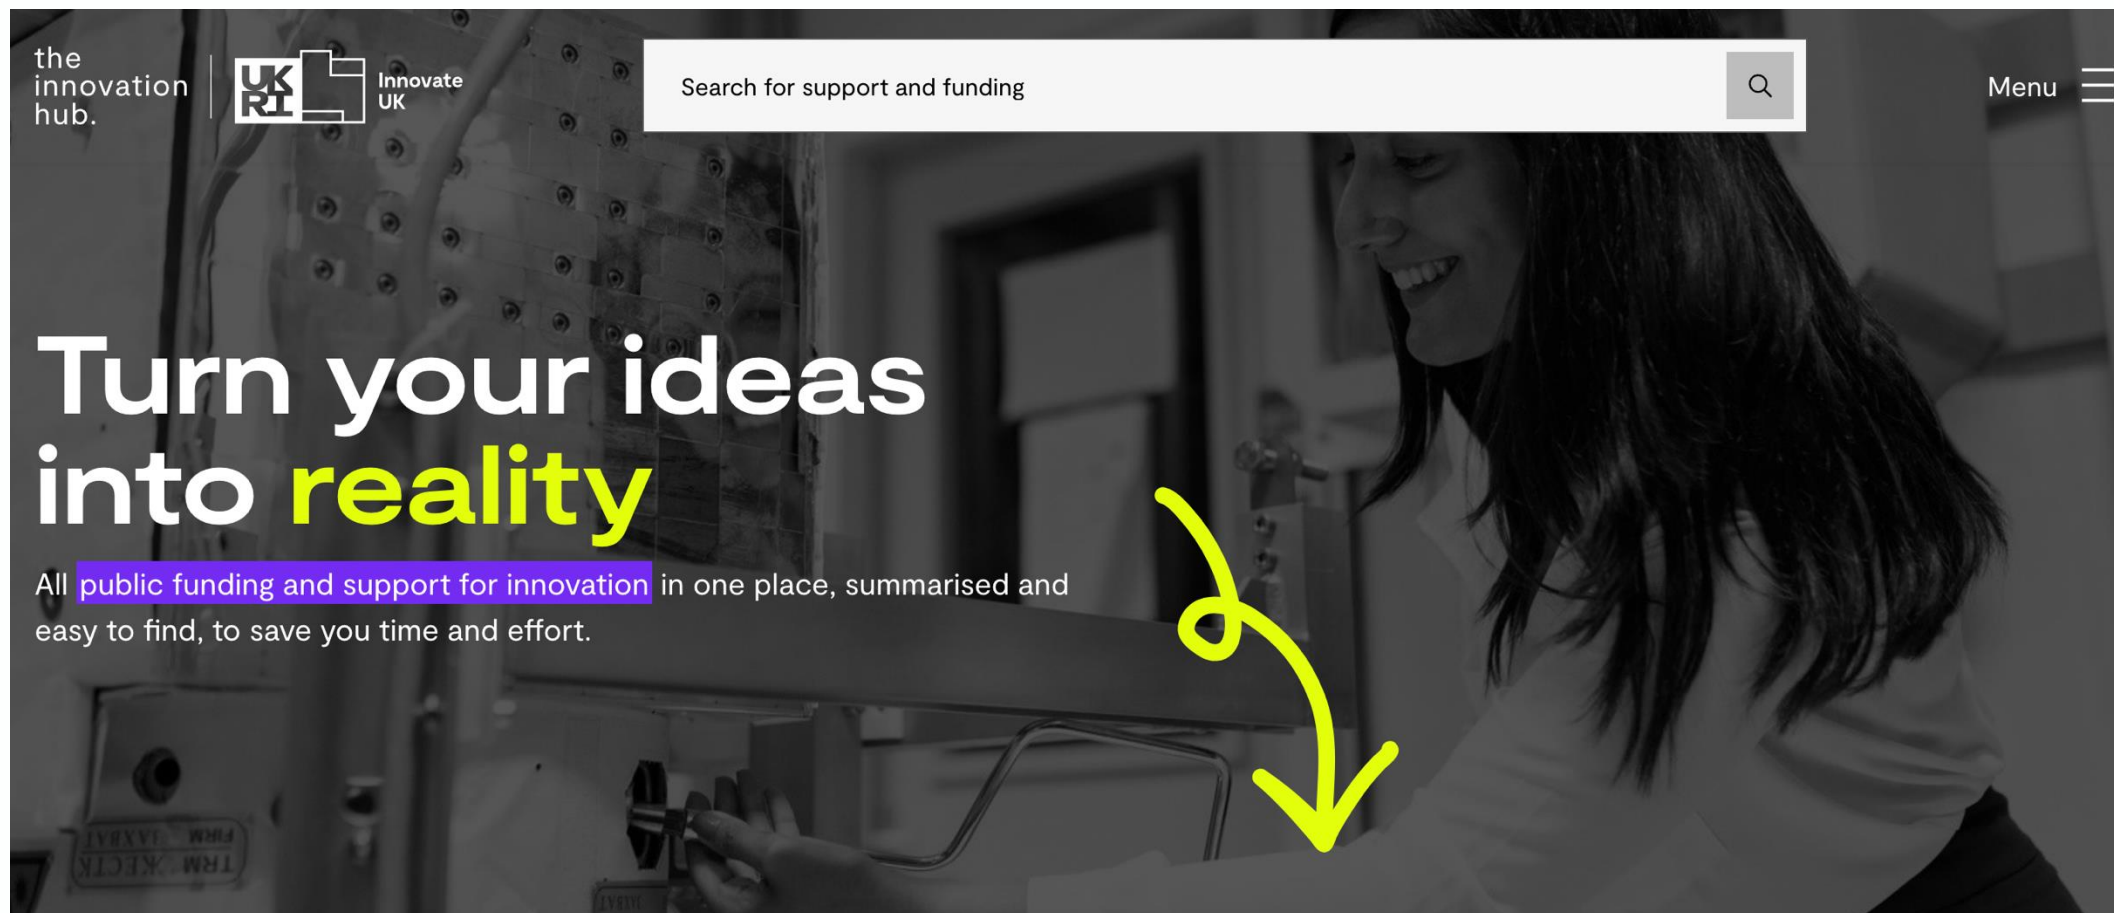 the
innovation
hub.
UK
RI
Innovate
UK
Search for support and funding
Menu
Turn your ideas
into reality
All public funding and support for innovation in one place, summarised and
easy to find, to save you time and effort.